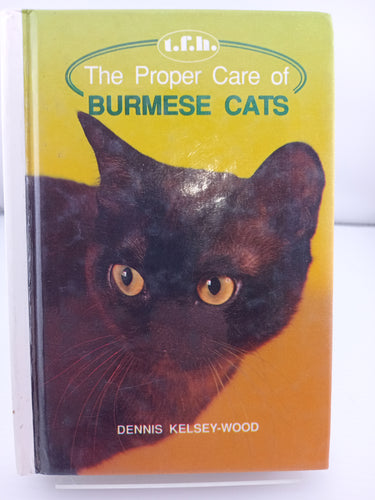 t.f.h.
The Proper Care of
BURMESE CATS
DENNIS KELSEY-WOOD